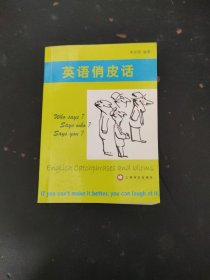 英语俏皮话
Who says?
Says who?
Says you?
English Catchphrases and Idioms
If you can't make it better, you can laugh at it